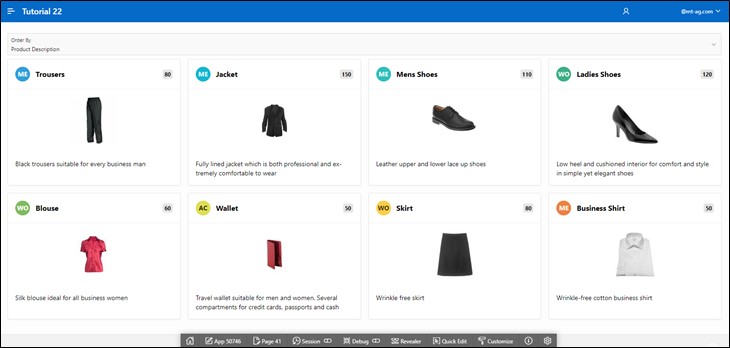 Tutorial 22
@mt-ag.com
Order By
Product Description
ME Trousers 80
Black trousers suitable for every business man
ME Jacket 150
Fully lined jacket which is both professional and ex-
tremely comfortable to wear
ME Mens Shoes 110
Leather upper and lower lace up shoes
WO Ladies Shoes 120
Low heel and cushioned interior for comfort and style
in simple yet elegant shoes
WO Blouse 60
Silk blouse ideal for all business women
AC Wallet 50
Travel wallet suitable for men and women. Several
compartments for credit cards, passports and cash
WO Skirt 80
Wrinkle free skirt
ME Business Shirt 50
Wrinkle-free cotton business shirt
App 50746 Page 41 Session Debug Revealer Quick Edit Customize